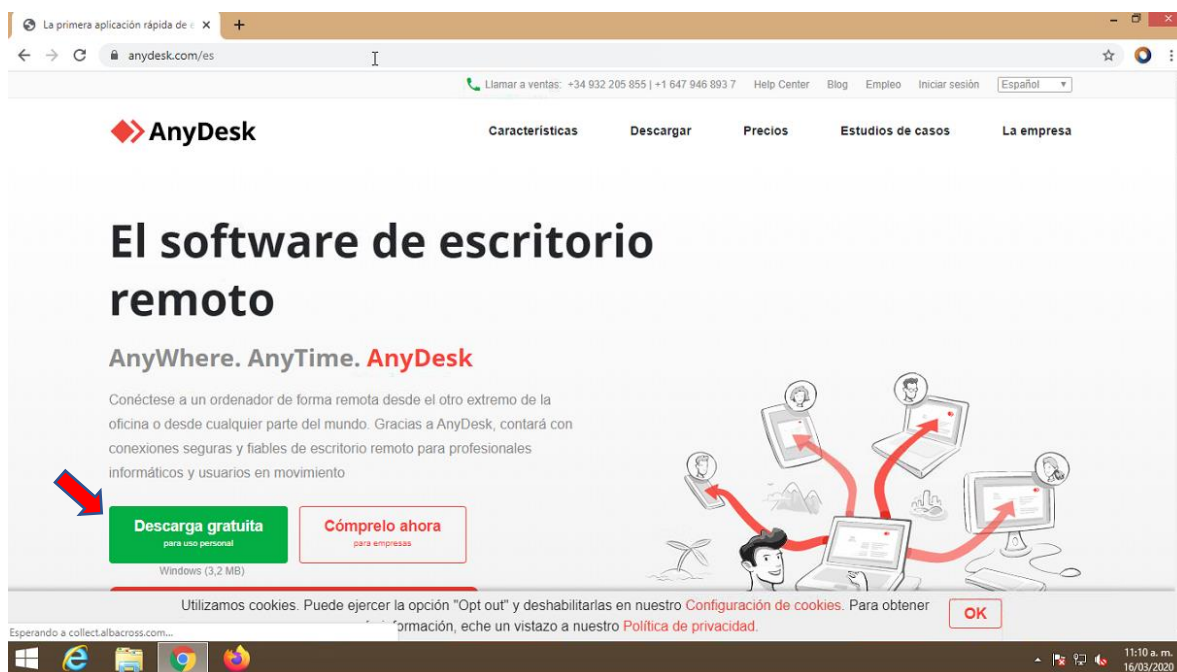 La primera aplicación rápida de e
anydesk.com/es
Llamar a ventas: +34 932 205 855 | +1 647 946 893 7 Help Center Blog Empleo Iniciar sesión Español
AnyDesk
Características Descargar Precios Estudios de casos La empresa
El software de escritorio
remoto
AnyWhere. AnyTime. AnyDesk
Conéctese a un ordenador de forma remota desde el otro extremo de la
oficina o desde cualquier parte del mundo. Gracias a AnyDesk, contará con
conexiones seguras y fiables de escritorio remoto para profesionales
informáticos y usuarios en movimiento
Descarga gratuita
para uso personal
Cómprelo ahora
para empresas
Windows (3,2 MB)
Utilizamos cookies. Puede ejercer la opción "Opt out" y deshabilitarlas en nuestro Configuración de cookies. Para obtener
información, eche un vistazo a nuestro Política de privacidad.
OK
Esperando a collect.albacross.com...
11:10 a. m.
16/03/2020